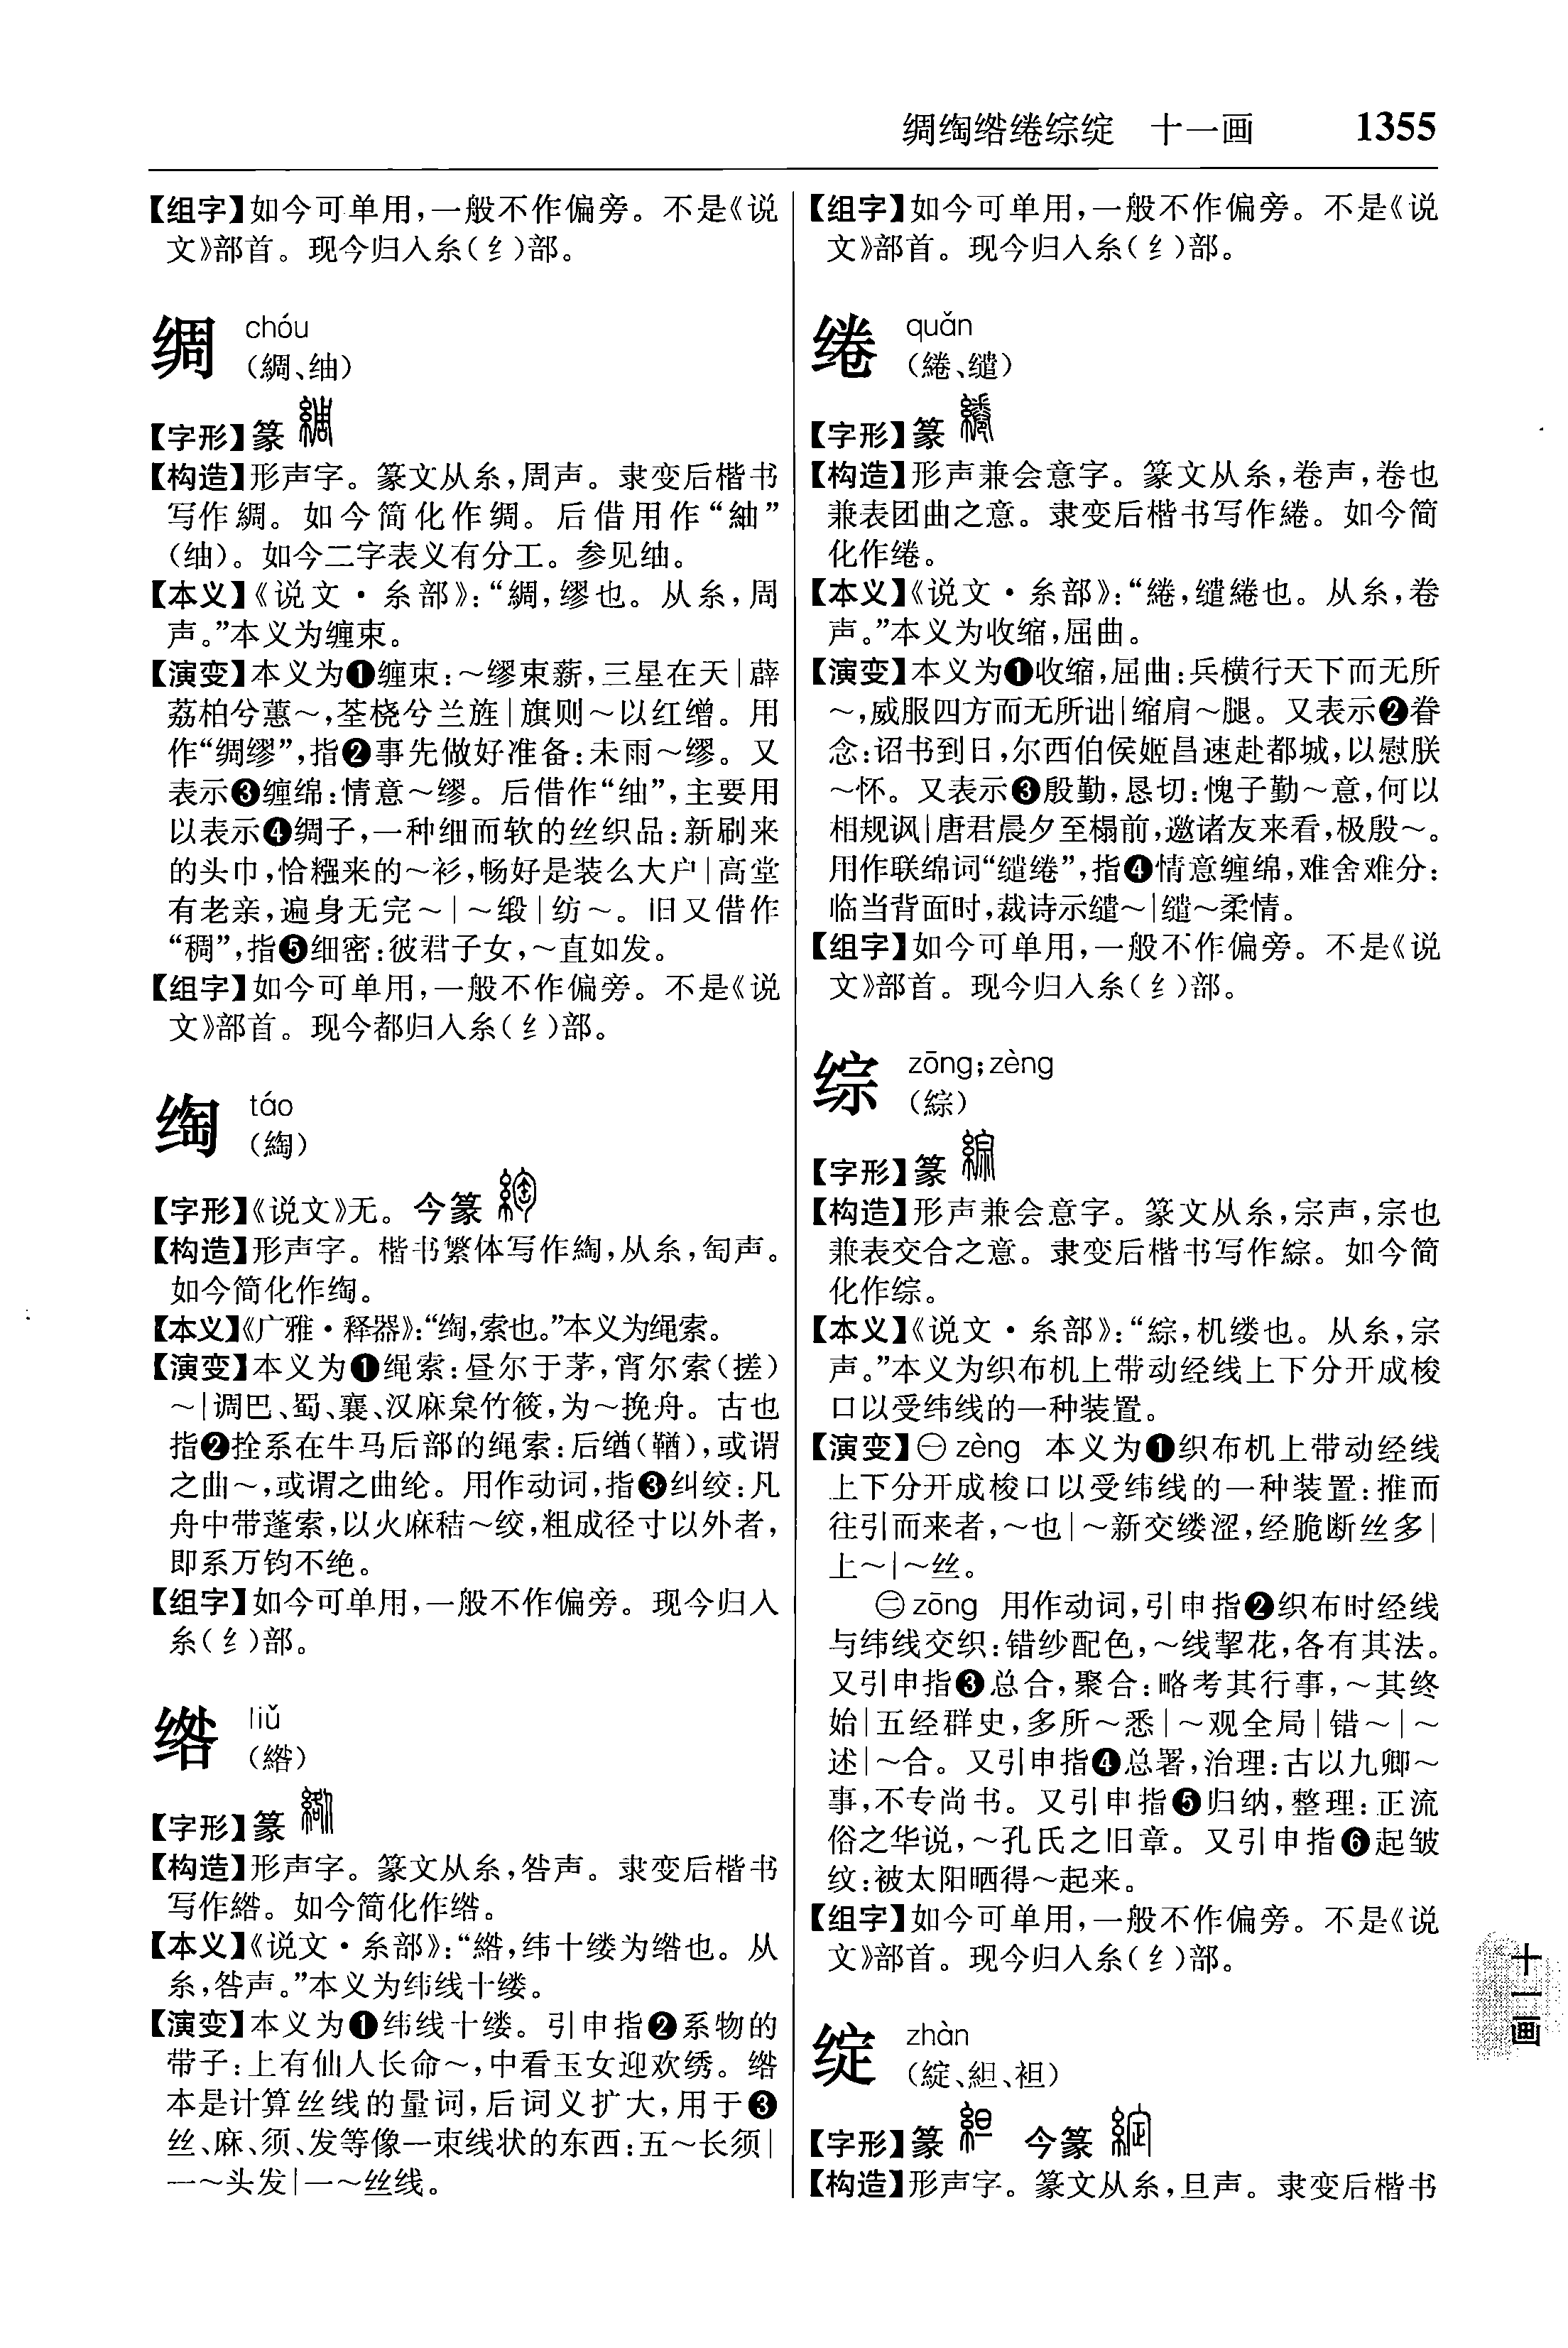 绸绹绺绻综绽　十一画　1355
【组字】如今可单用，一般不作偏旁。不是《说
文》部首。现今归入糸(纟)部。
绸 chóu
(綢、䌷)
【字形】篆
【构造】形声字。篆文从糸，周声。隶变后楷书
写作綢。如今简化作绸。后借用作“紬”
(䌷)。如今二字表义有分工。参见䌷。
【本义】《说文·糸部》：“綢，缪也。从糸，周
声。”本义为缠束。
【演变】本义为❶缠束：～缪束薪，三星在天｜薜
荔柏兮蕙～，荃桡兮兰旌｜旗则～以红缯。用
作“绸缪”，指❷事先做好准备：未雨～缪。又
表示❸缠绵：情意～缪。后借作“䌷”，主要用
以表示❹绸子，一种细而软的丝织品：新刷来
的头巾，恰糨来的～衫，畅好是装么大户｜高堂
有老亲，遍身无完～｜～缎｜纺～。旧又借作
“稠”，指❺细密：彼君子女，～直如发。
【组字】如今可单用，一般不作偏旁。不是《说
文》部首。现今都归入糸(纟)部。
绹 táo
(綯)
【字形】《说文》无。今篆
【构造】形声字。楷书繁体写作綯，从糸，匋声。
如今简化作绹。
【本义】《广雅·释器》：“绹，索也。”本义为绳索。
【演变】本义为❶绳索：昼尔于茅，宵尔索(搓)
～｜调巴、蜀、襄、汉麻枲竹筱，为～挽舟。古也
指❷拴系在牛马后部的绳索：后緧(鞧)，或谓
之曲～，或谓之曲纶。用作动词，指❸纠绞：凡
舟中带蓬索，以火麻秸～绞，粗成径寸以外者，
即系万钧不绝。
【组字】如今可单用，一般不作偏旁。现今归入
糸(纟)部。
绺 liǔ
(綹)
【字形】篆
【构造】形声字。篆文从糸，咎声。隶变后楷书
写作綹。如今简化作绺。
【本义】《说文·糸部》：“綹，纬十缕为绺也。从
糸，咎声。”本义为纬线十缕。
【演变】本义为❶纬线十缕。引申指❷系物的
带子：上有仙人长命～，中看玉女迎欢绣。绺
本是计算丝线的量词，后词义扩大，用于❸
丝、麻、须、发等像一束线状的东西：五～长须｜
一～头发｜一～丝线。
【组字】如今可单用，一般不作偏旁。不是《说
文》部首。现今归入糸(纟)部。
绻 quǎn
(綣、缱)
【字形】篆
【构造】形声兼会意字。篆文从糸，卷声，卷也
兼表团曲之意。隶变后楷书写作綣。如今简
化作绻。
【本义】《说文·糸部》：“綣，缱綣也。从糸，卷
声。”本义为收缩，屈曲。
【演变】本义为❶收缩，屈曲：兵横行天下而无所
～，威服四方而无所诎｜缩肩～腿。又表示❷眷
念：诏书到日，尔西伯侯姬昌速赴都城，以慰朕
～怀。又表示❸殷勤，恳切：愧子勤～意，何以
相规讽｜唐君晨夕至榻前，邀诸友来看，极殷～。
用作联绵词“缱绻”，指❹情意缠绵，难舍难分：
临当背面时，裁诗示缱～｜缱～柔情。
【组字】如今可单用，一般不作偏旁。不是《说
文》部首。现今归入糸(纟)部。
综 zōng；zèng
(綜)
【字形】篆
【构造】形声兼会意字。篆文从糸，宗声，宗也
兼表交合之意。隶变后楷书写作綜。如今简
化作综。
【本义】《说文·糸部》：“綜，机缕也。从糸，宗
声。”本义为织布机上带动经线上下分开成梭
口以受纬线的一种装置。
【演变】㊀zèng 本义为❶织布机上带动经线
上下分开成梭口以受纬线的一种装置：推而
往引而来者，～也｜～新交缕涩，经脆断丝多｜
上～｜～丝。
㊁zōng 用作动词，引申指❷织布时经线
与纬线交织：错纱配色，～线挈花，各有其法。
又引申指❸总合，聚合：略考其行事，～其终
始｜五经群史，多所～悉｜～观全局｜错～｜～
述｜～合。又引申指❹总署，治理：古以九卿～
事，不专尚书。又引申指❺归纳，整理：正流
俗之华说，～孔氏之旧章。又引申指❻起皱
纹：被太阳晒得～起来。
【组字】如今可单用，一般不作偏旁。不是《说
文》部首。现今归入糸(纟)部。
绽 zhàn
(綻、組、袒)
【字形】篆　今篆
【构造】形声字。篆文从糸，旦声。隶变后楷书
十一画